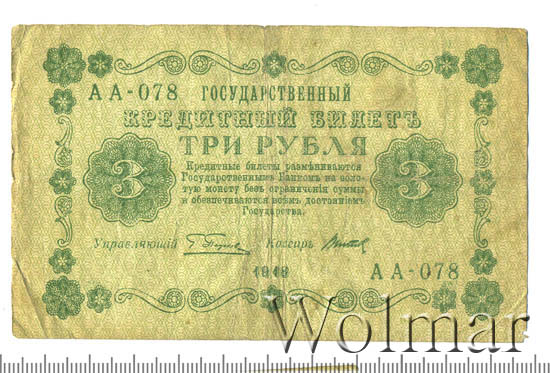 АА-078 ГОСУДАРСТВЕННЫЙ
КРЕДИТНЫЙ БИЛЕТЪ
ТРИ РУБЛЯ
3 3
Кредитные билеты размѣниваются
Государственнымъ Банкомъ на золо-
тую монету безъ ограниченія суммы
и обезпечиваются всѣмъ достояніемъ
Государства.
Управляющій Кассиръ
1918
АА-078
Wolmar